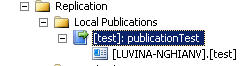 Replication
Local Publications
[test]: publicationTest
[LUVINA-NGHIANV].[test]